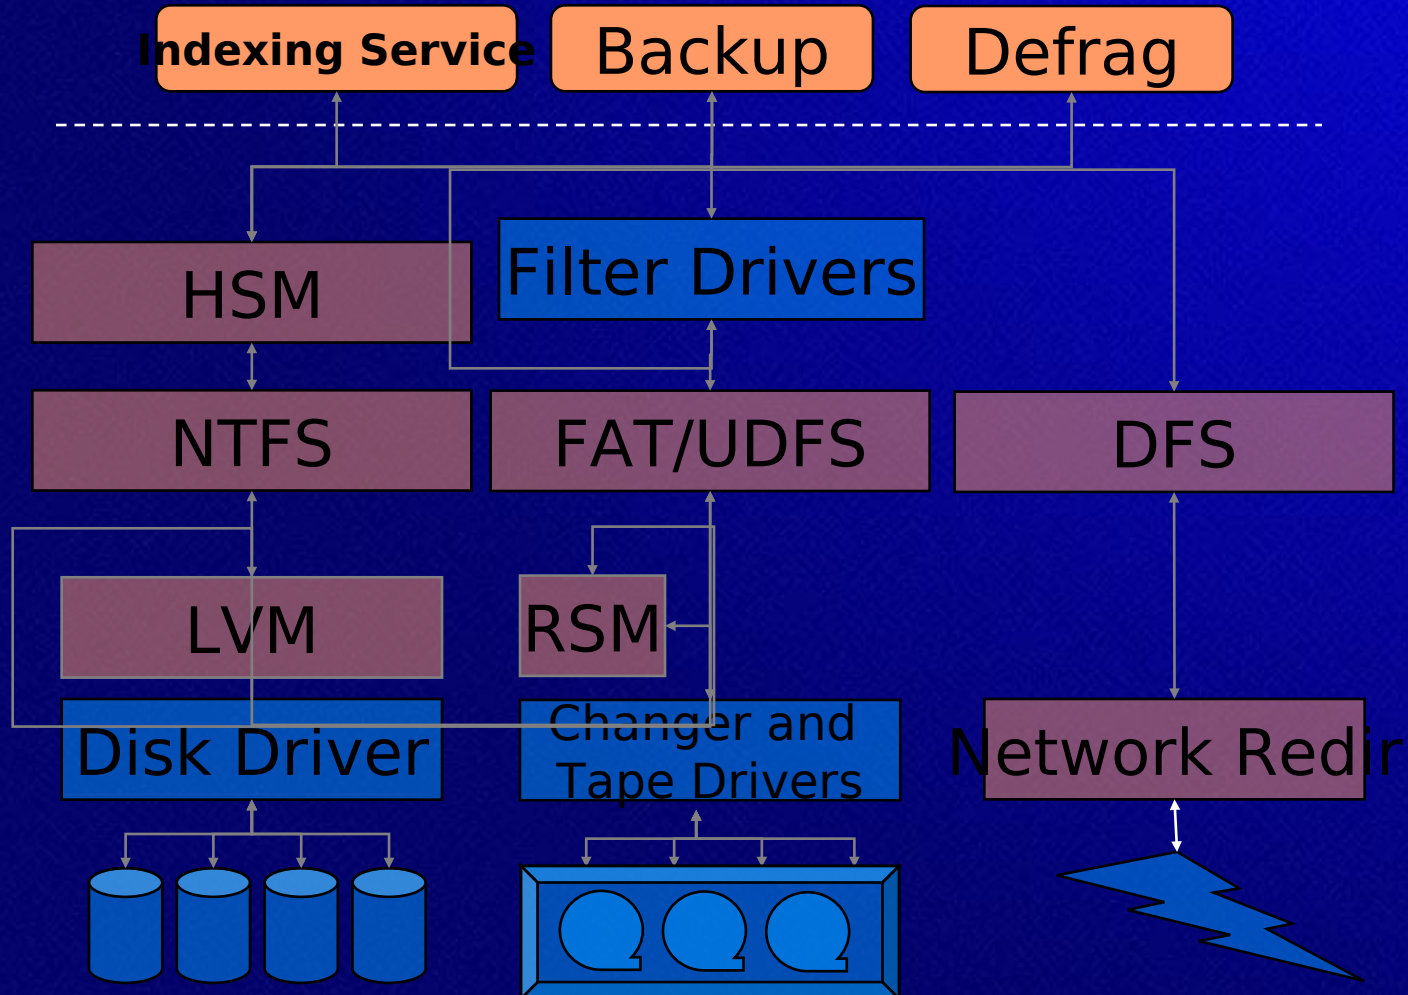 Indexing Service
Backup
Defrag
Filter Drivers
HSM
NTFS
FAT/UDFS
DFS
LVM
RSM
Disk Driver
Changer and
Tape Drivers
Network Redir